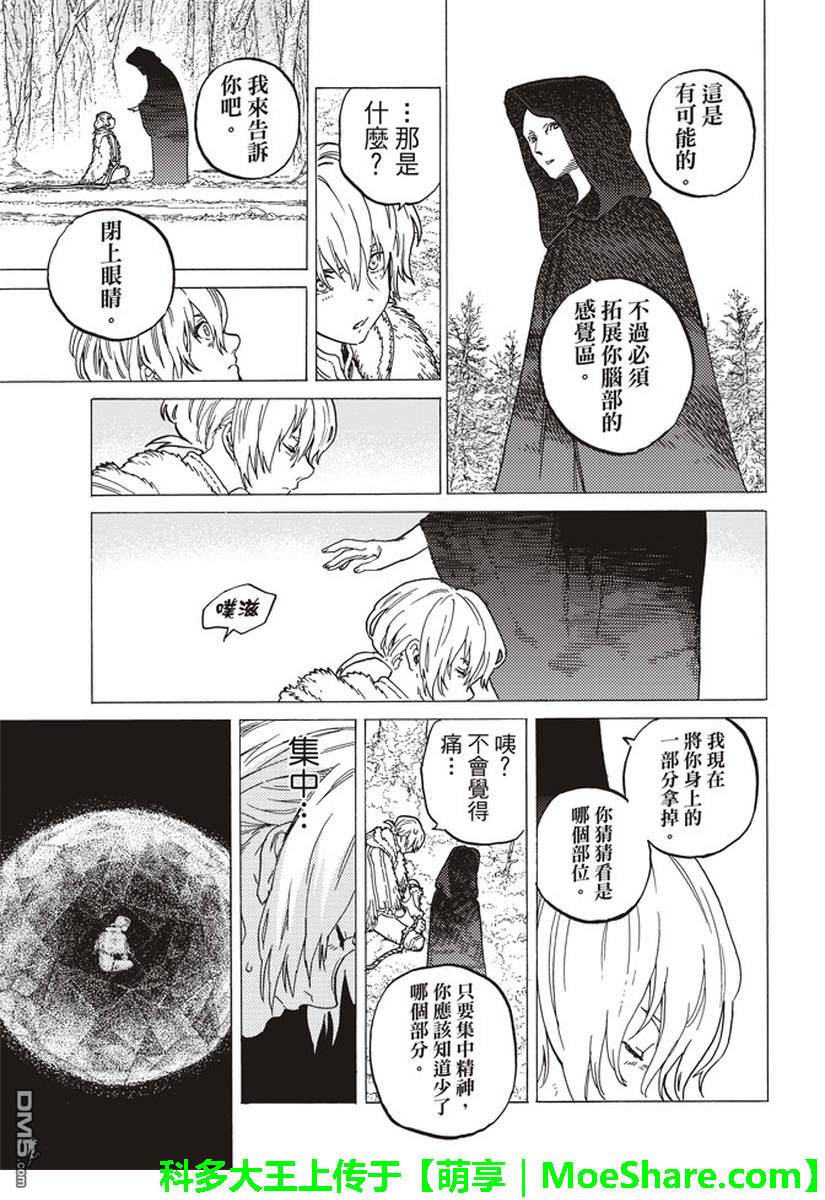 這是
有可能的。
不過必須
拓展你腦部的
感覺區。
…那是
什麼？
我來告訴
你吧。
閉上眼睛。
我現在
將你身上的
一部分拿掉。
你猜猜看是
哪個部位。
咦？
不會覺得
痛…
只要集中精神，
你應該知道少了
哪個部分。
集中…
DM5.com
科多大王上传于【萌享│MoeShare.com】